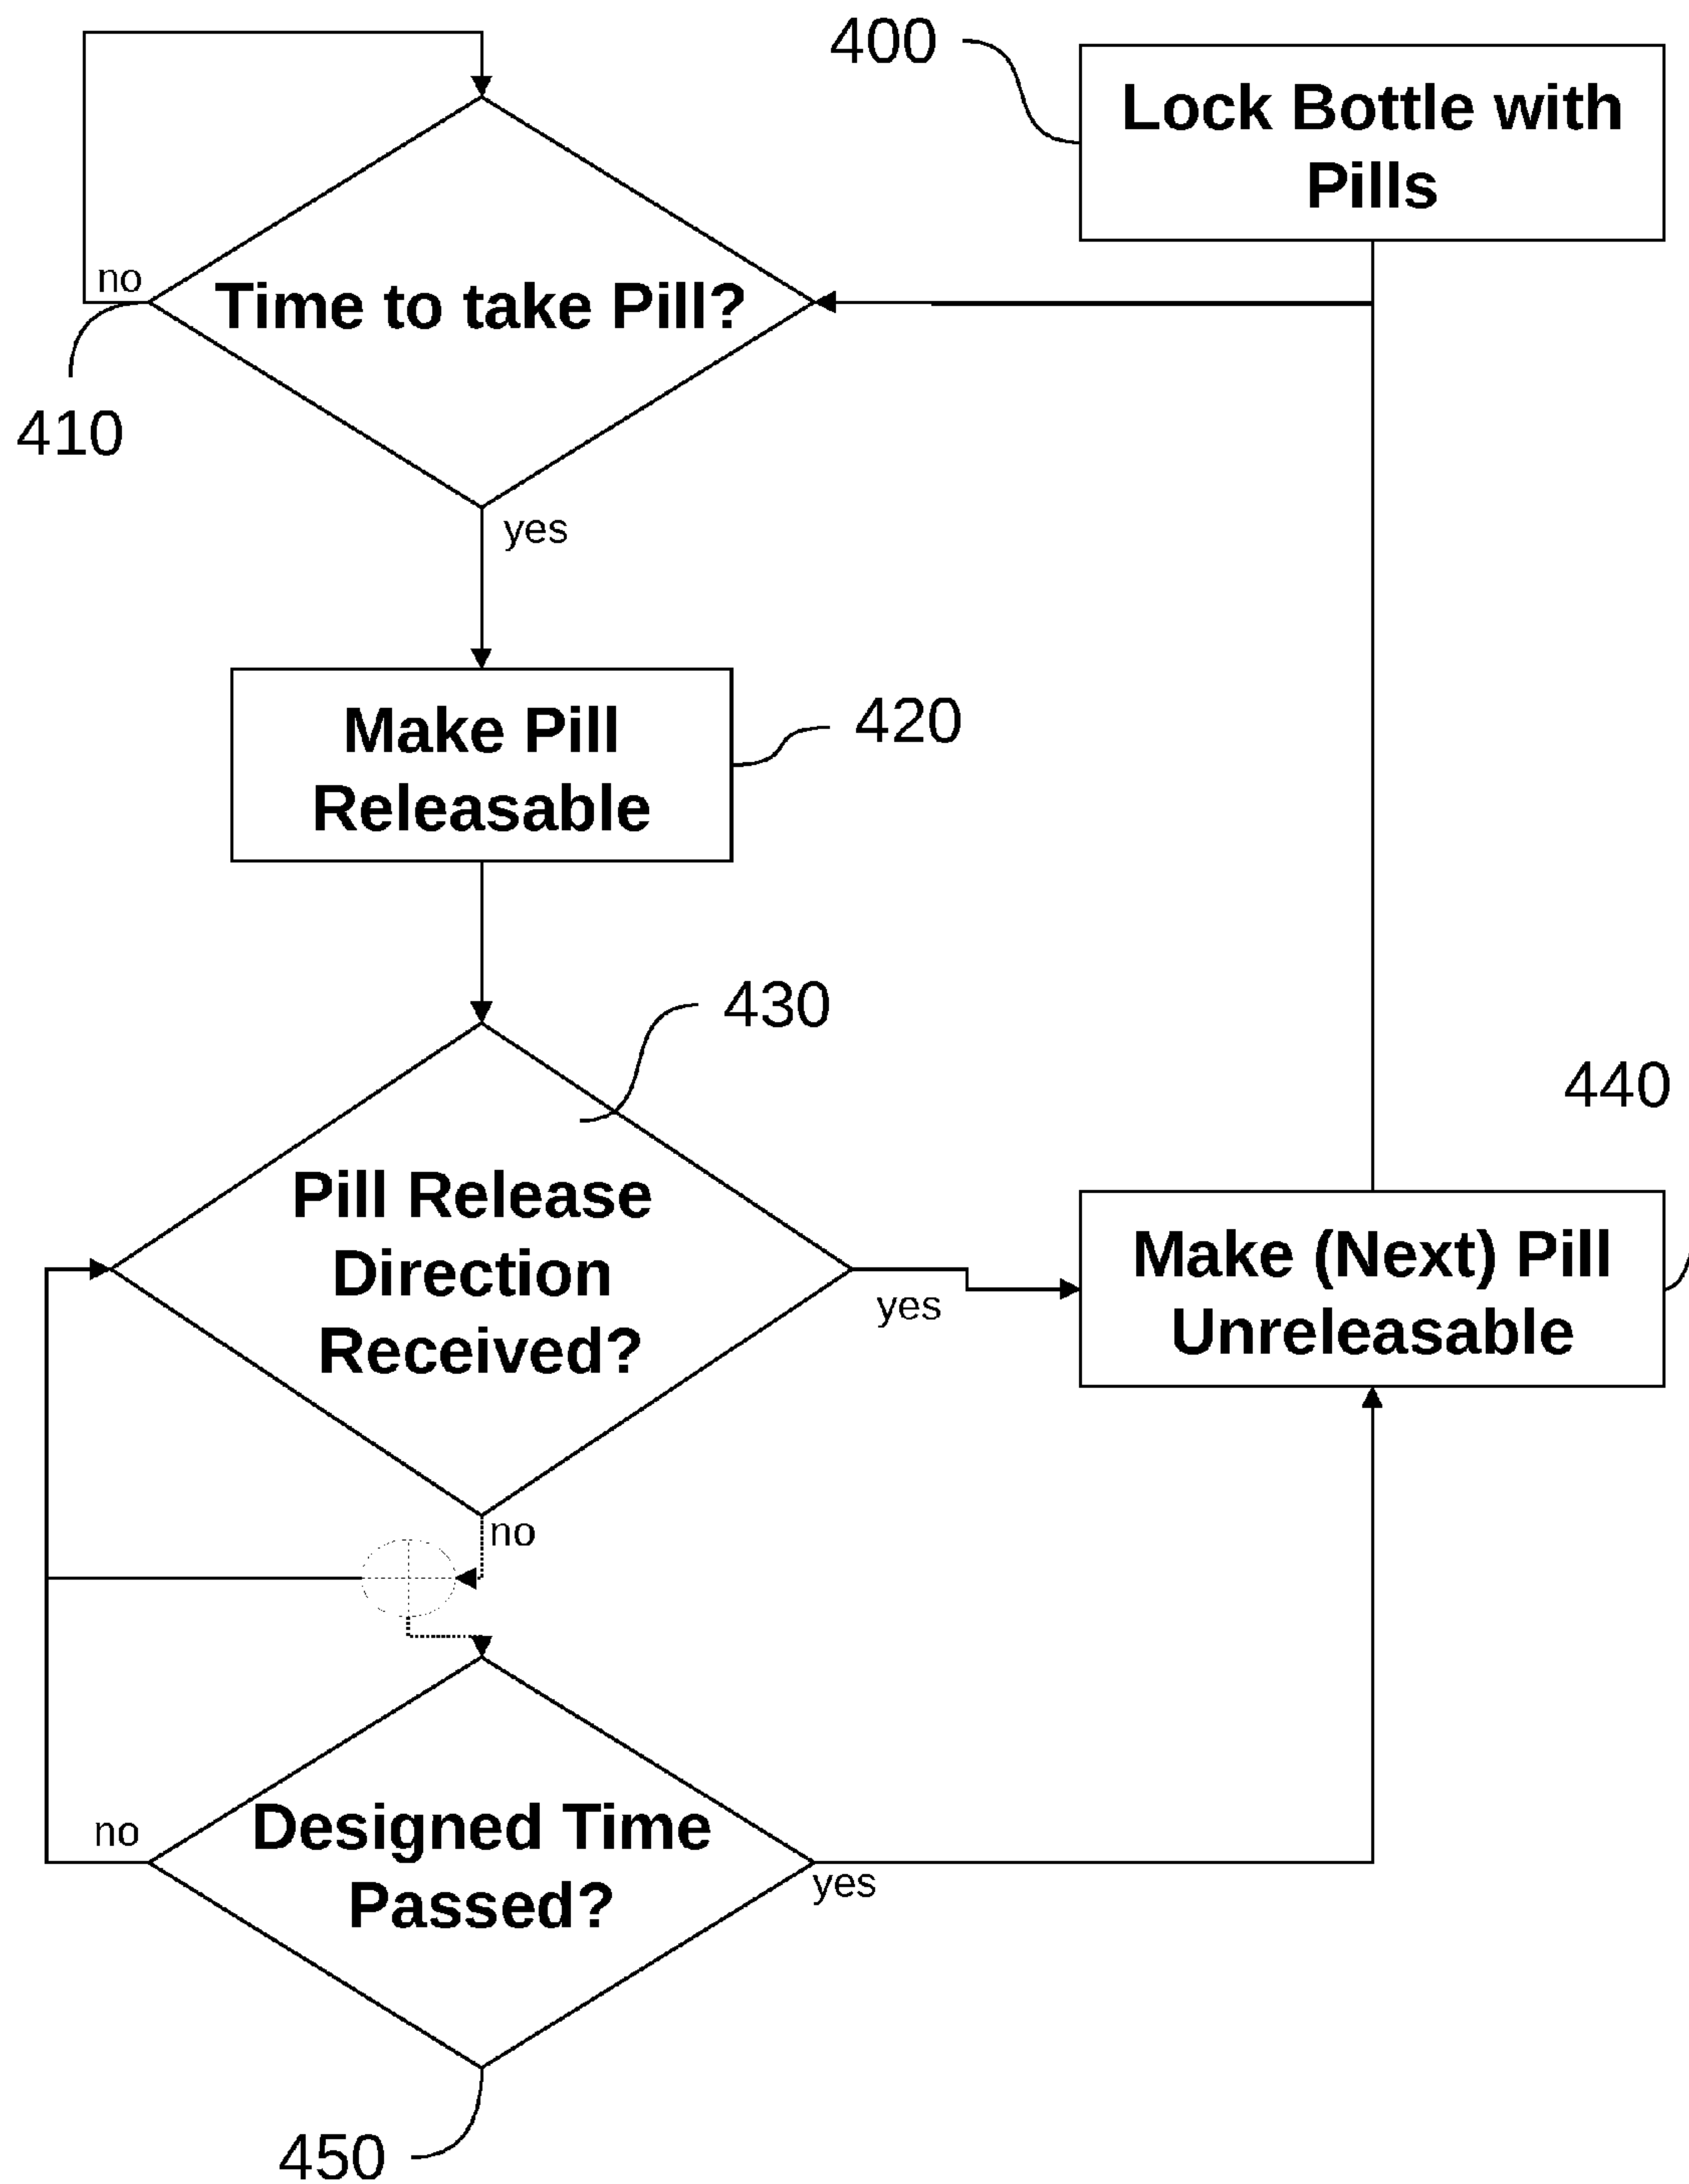 400
Lock Bottle with
Pills
no
Time to take Pill?
410
yes
Make Pill
Releasable
420
430
440
Pill Release
Direction
Received?
yes
Make (Next) Pill
Unreleasable
no
no
Designed Time
Passed?
yes
450